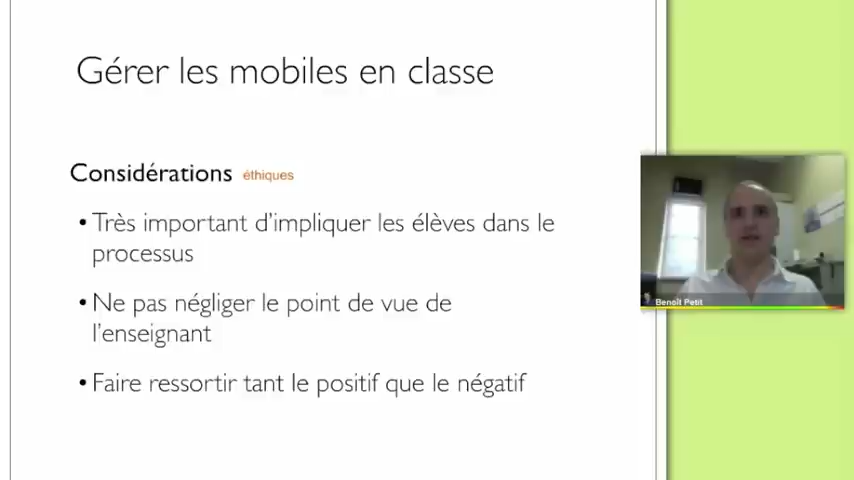 Gérer les mobiles en classe
Considérations éthiques
• Très important d'impliquer les élèves dans le
processus
• Ne pas négliger le point de vue de
l'enseignant
• Faire ressortir tant le positif que le négatif
Benoît Petit